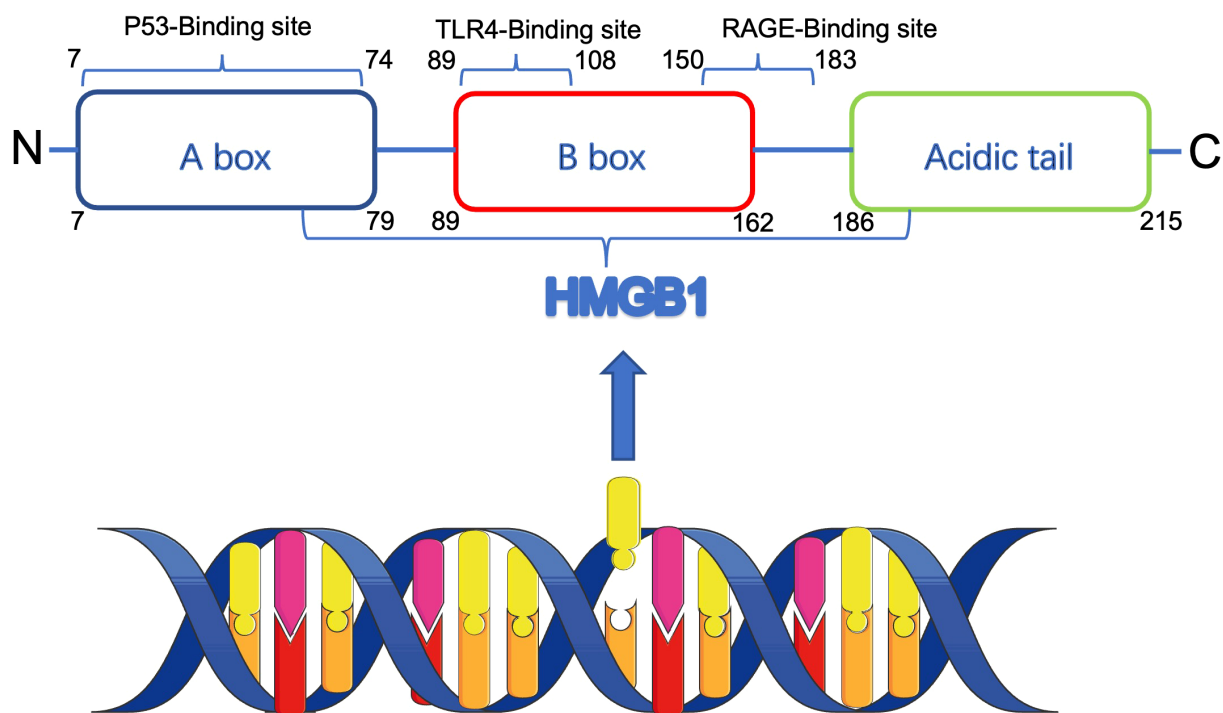 P53-Binding site
TLR4-Binding site
RAGE-Binding site
7 74 89 108 150 183
N A box B box Acidic tail C
7 79 89 162 186 215
HMGB1